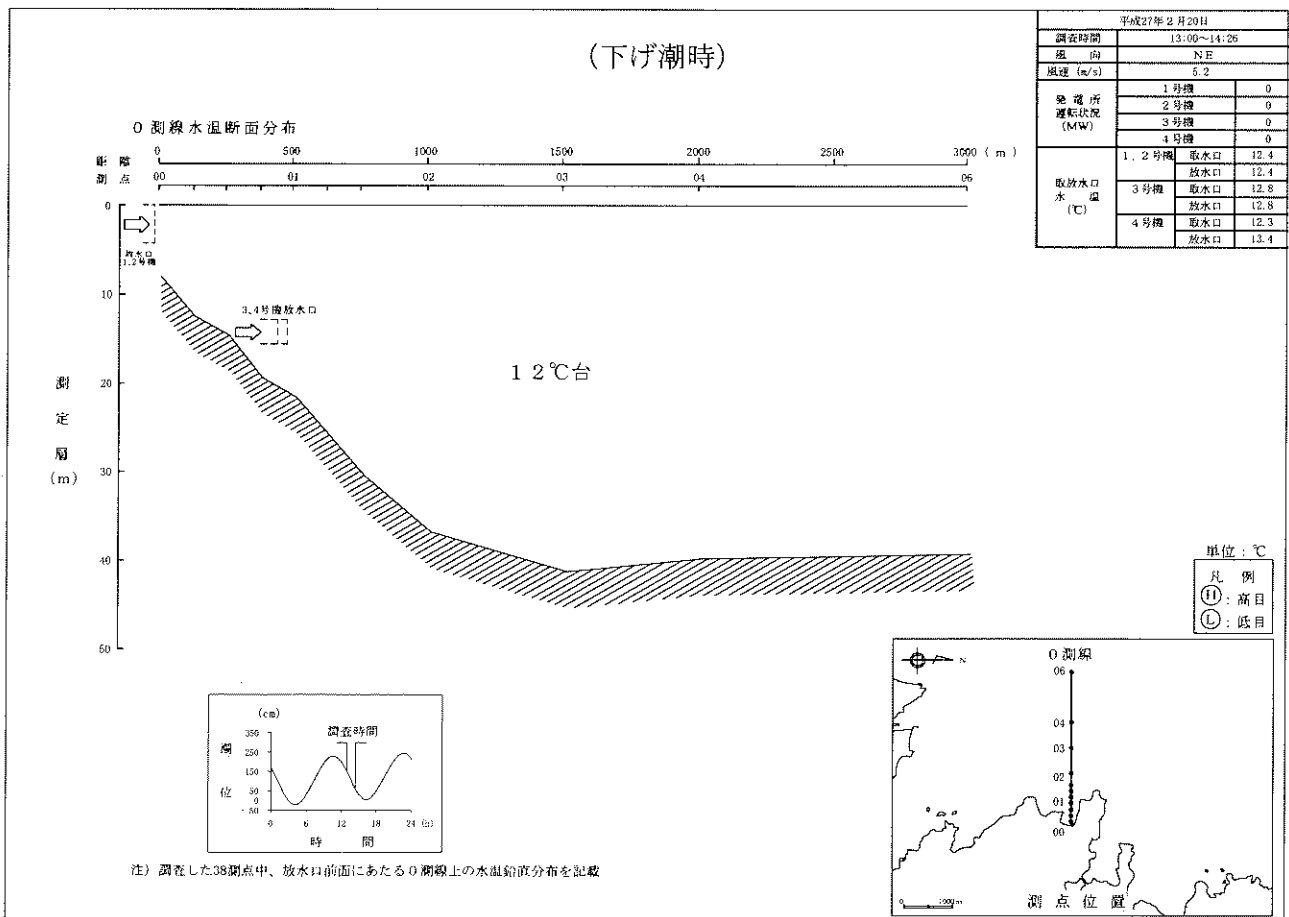 (下げ潮時)
平成27年2月20日
調査時間 13:00~14:26
風向 NE
風速 (m/s) 5.2
発電所運転状況 (MW)
1号機 0
2号機 0
3号機 0
4号機 0
取放水口水温 (℃)
1,2号機 取水口 12.4
放水口 12.4
3号機 取水口 12.8
放水口 12.8
4号機 取水口 12.3
放水口 13.4
0測線水温断面分布
距離 0 500 1000 1500 2000 2500 3000 (m)
測点 00 01 02 03 04 06
0
放水口
1,2号機
10
3,4号機放水口
12℃台
20
測定層
(m)
30
40
50
単位:℃
凡例
Ⓗ:高目
Ⓛ:低目
(cm)
調査時間
潮位
350
250
150
50
0
-50
0 6 12 18 24 (h)
時間
N
0測線
06
04
03
02
01
00
0 1000m
測点位置
注) 調査した38測点中、放水口前面にあたる0測線上の水温鉛直分布を記載